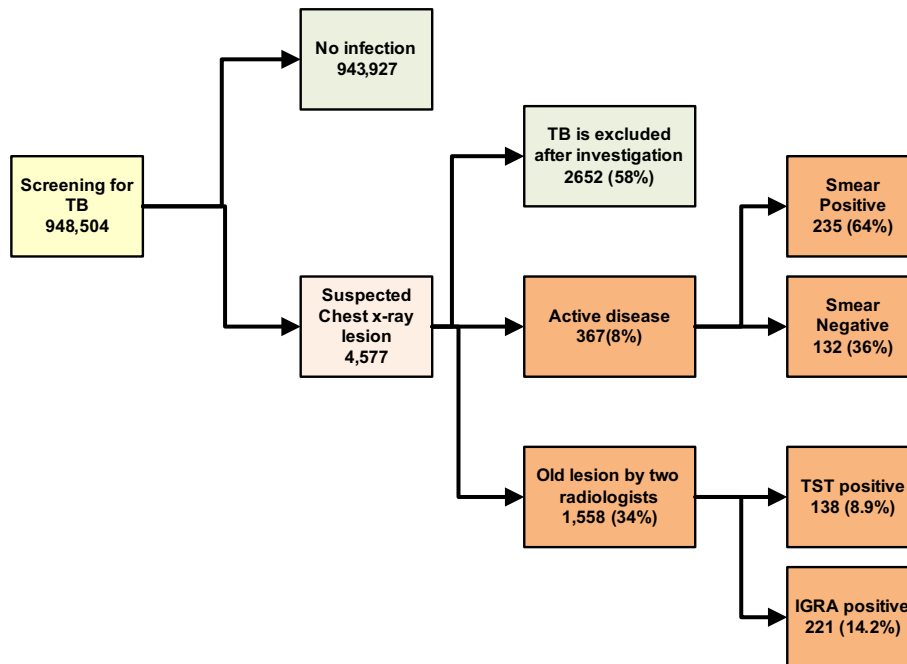 No infection
943,927
Screening for
TB
948,504
TB is excluded
after investigation
2652 (58%)
Suspected
Chest x-ray
lesion
4,577
Active disease
367(8%)
Old lesion by two
radiologists
1,558 (34%)
Smear
Positive
235 (64%)
Smear
Negative
132 (36%)
TST positive
138 (8.9%)
IGRA positive
221 (14.2%)